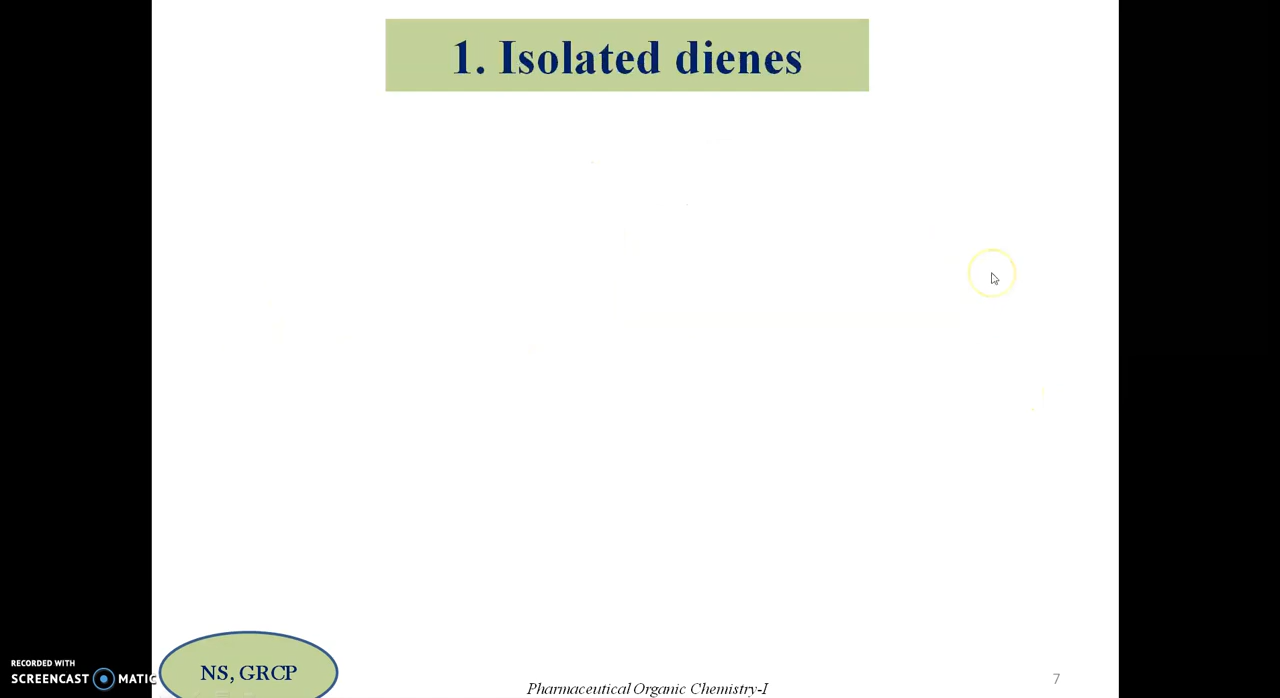 1. Isolated dienes
RECORDED WITH
SCREENCAST MATIC
NS, GRCP
Pharmaceutical Organic Chemistry-I
7